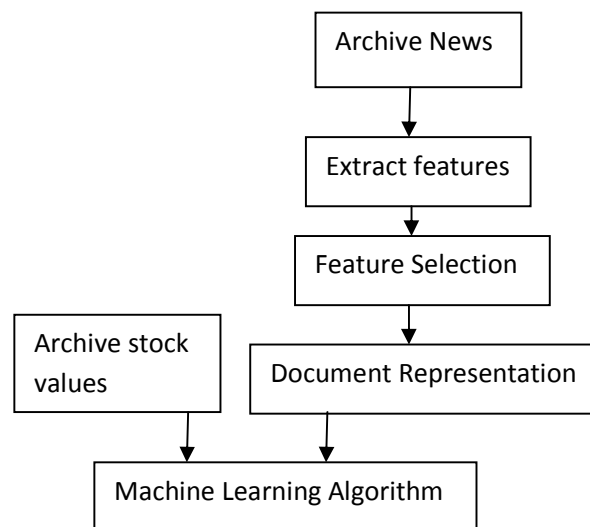 Archive News
Extract features
Feature Selection
Archive stock
values
Document Representation
Machine Learning Algorithm